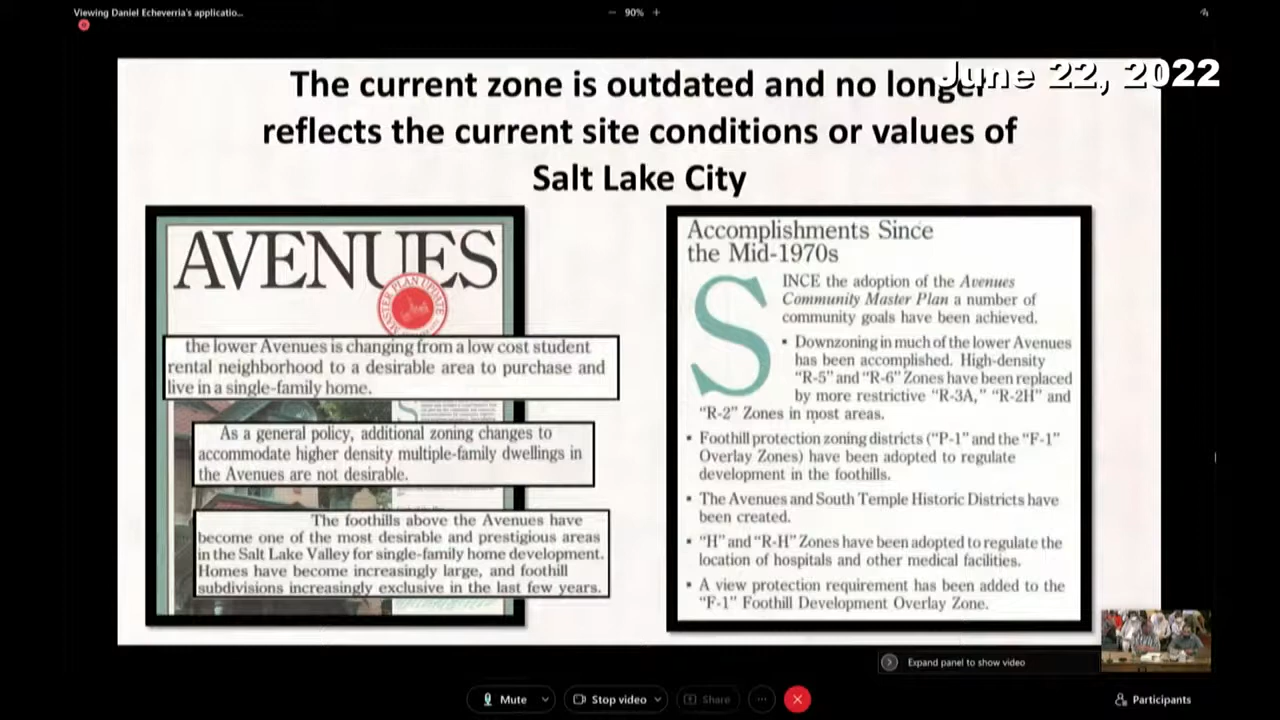 Viewing Daniel Echeverria's applicatio...
90%
June 22, 2022
The current zone is outdated and no longer
reflects the current site conditions or values of
Salt Lake City
AVENUES
MASTER PLAN UPDATE
the lower Avenues is changing from a low cost student
rental neighborhood to a desirable area to purchase and
live in a single-family home.
As a general policy, additional zoning changes to
accommodate higher density multiple-family dwellings in
the Avenues are not desirable.
The foothills above the Avenues have
become one of the most desirable and prestigious areas
in the Salt Lake Valley for single-family home development.
Homes have become increasingly large, and foothill
subdivisions increasingly exclusive in the last few years.
Accomplishments Since
the Mid-1970s
SINCE the adoption of the Avenues
Community Master Plan a number of
community goals have been achieved.
• Downzoning in much of the lower Avenues
has been accomplished. High-density
"R-5" and "R-6" Zones have been replaced
by more restrictive "R-3A," "R-2H" and
"R-2" Zones in most areas.
• Foothill protection zoning districts ("P-1" and the "F-1"
Overlay Zones) have been adopted to regulate
development in the foothills.
• The Avenues and South Temple Historic Districts have
been created.
• "H" and "R-H" Zones have been adopted to regulate the
location of hospitals and other medical facilities.
• A view protection requirement has been added to the
"F-1" Foothill Development Overlay Zone.
Expand panel to show video
Mute
Stop video
Share
Participants